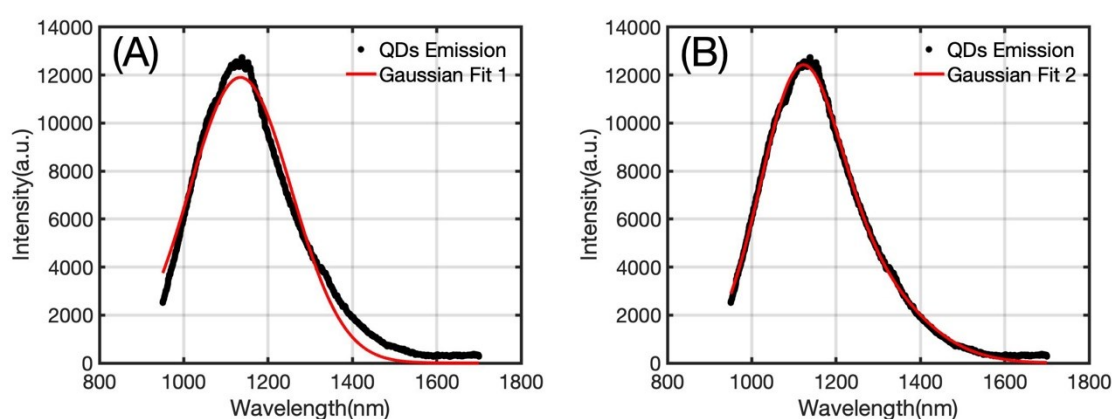 (A)
QDs Emission
Gaussian Fit 1
14000
12000
10000
8000
6000
4000
2000
0
Intensity(a.u.)
800 1000 1200 1400 1600 1800
Wavelength(nm)
(B)
QDs Emission
Gaussian Fit 2
14000
12000
10000
8000
6000
4000
2000
0
Intensity(a.u.)
800 1000 1200 1400 1600 1800
Wavelength(nm)